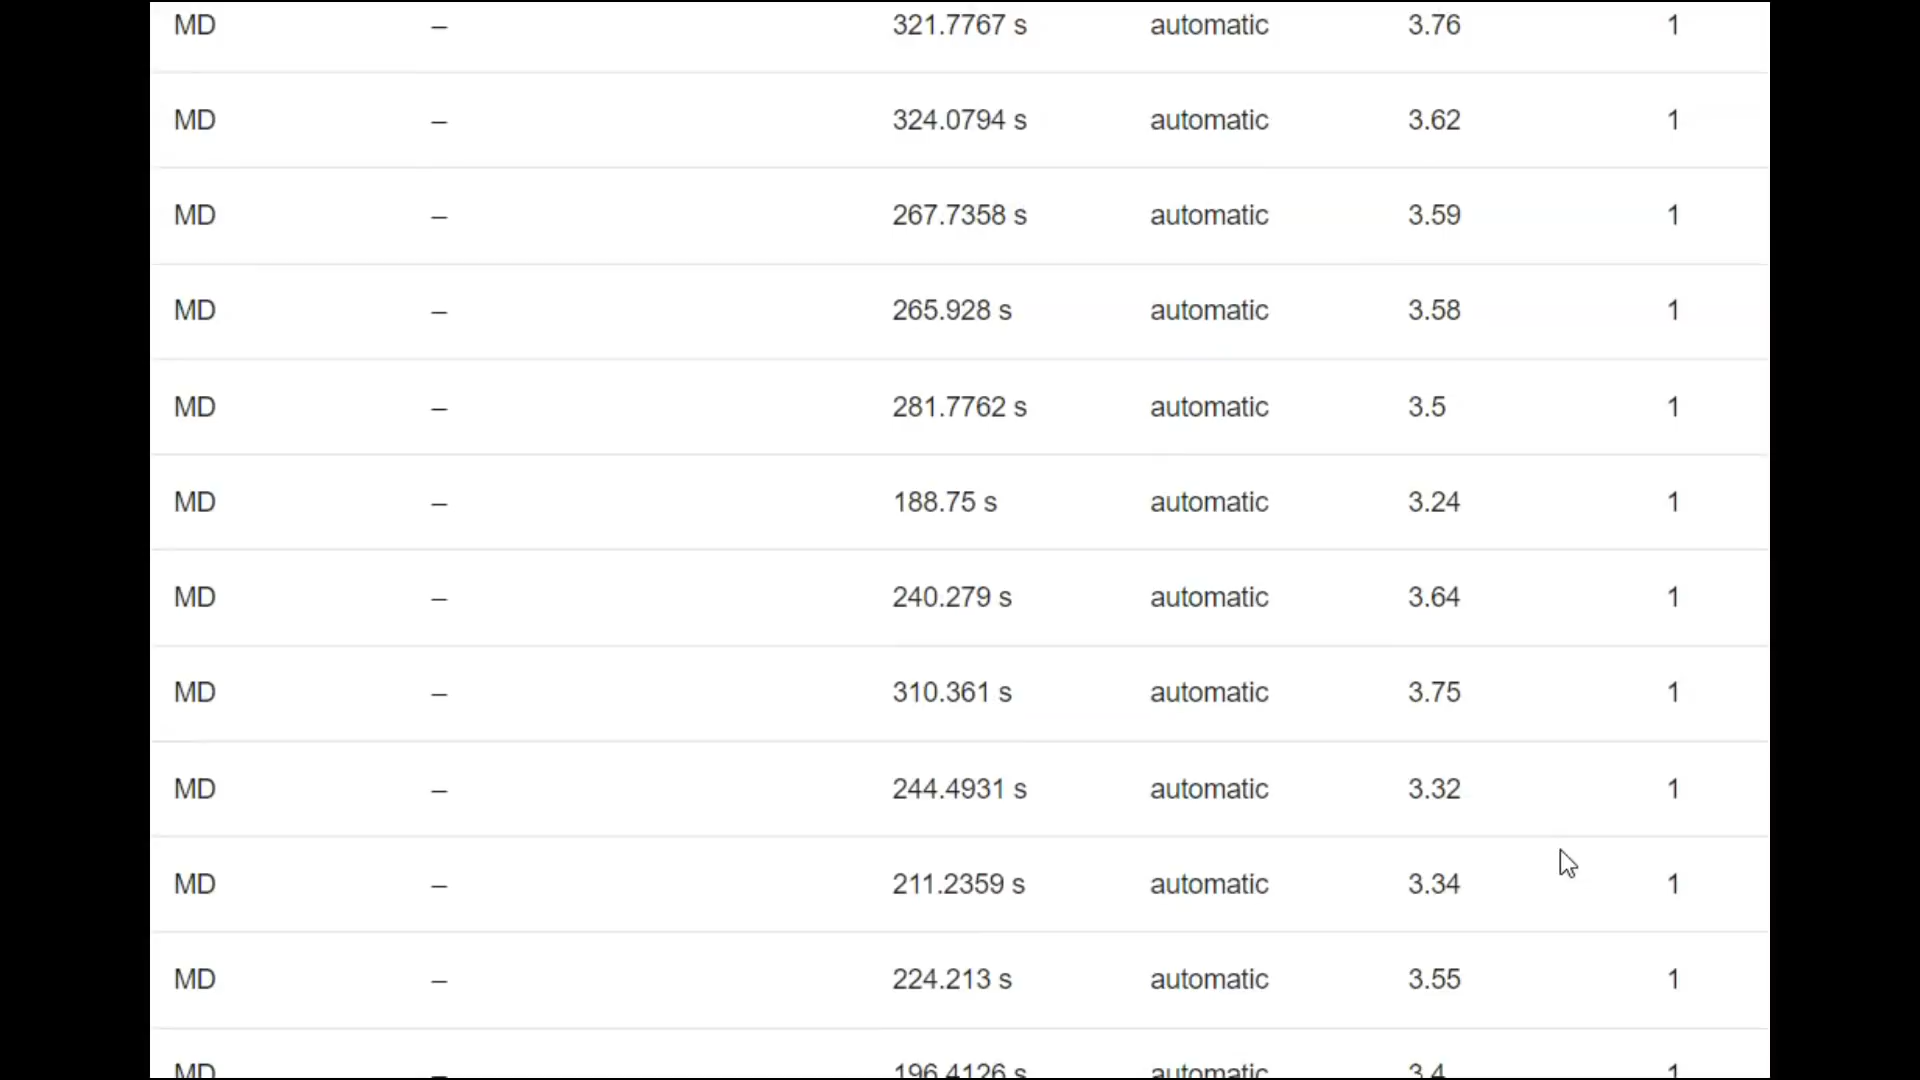 MD – 321.7767 s automatic 3.76 1
MD – 324.0794 s automatic 3.62 1
MD – 267.7358 s automatic 3.59 1
MD – 265.928 s automatic 3.58 1
MD – 281.7762 s automatic 3.5 1
MD – 188.75 s automatic 3.24 1
MD – 240.279 s automatic 3.64 1
MD – 310.361 s automatic 3.75 1
MD – 244.4931 s automatic 3.32 1
MD – 211.2359 s automatic 3.34 1
MD – 224.213 s automatic 3.55 1
MD – 196.4126 s automatic 3.4 1